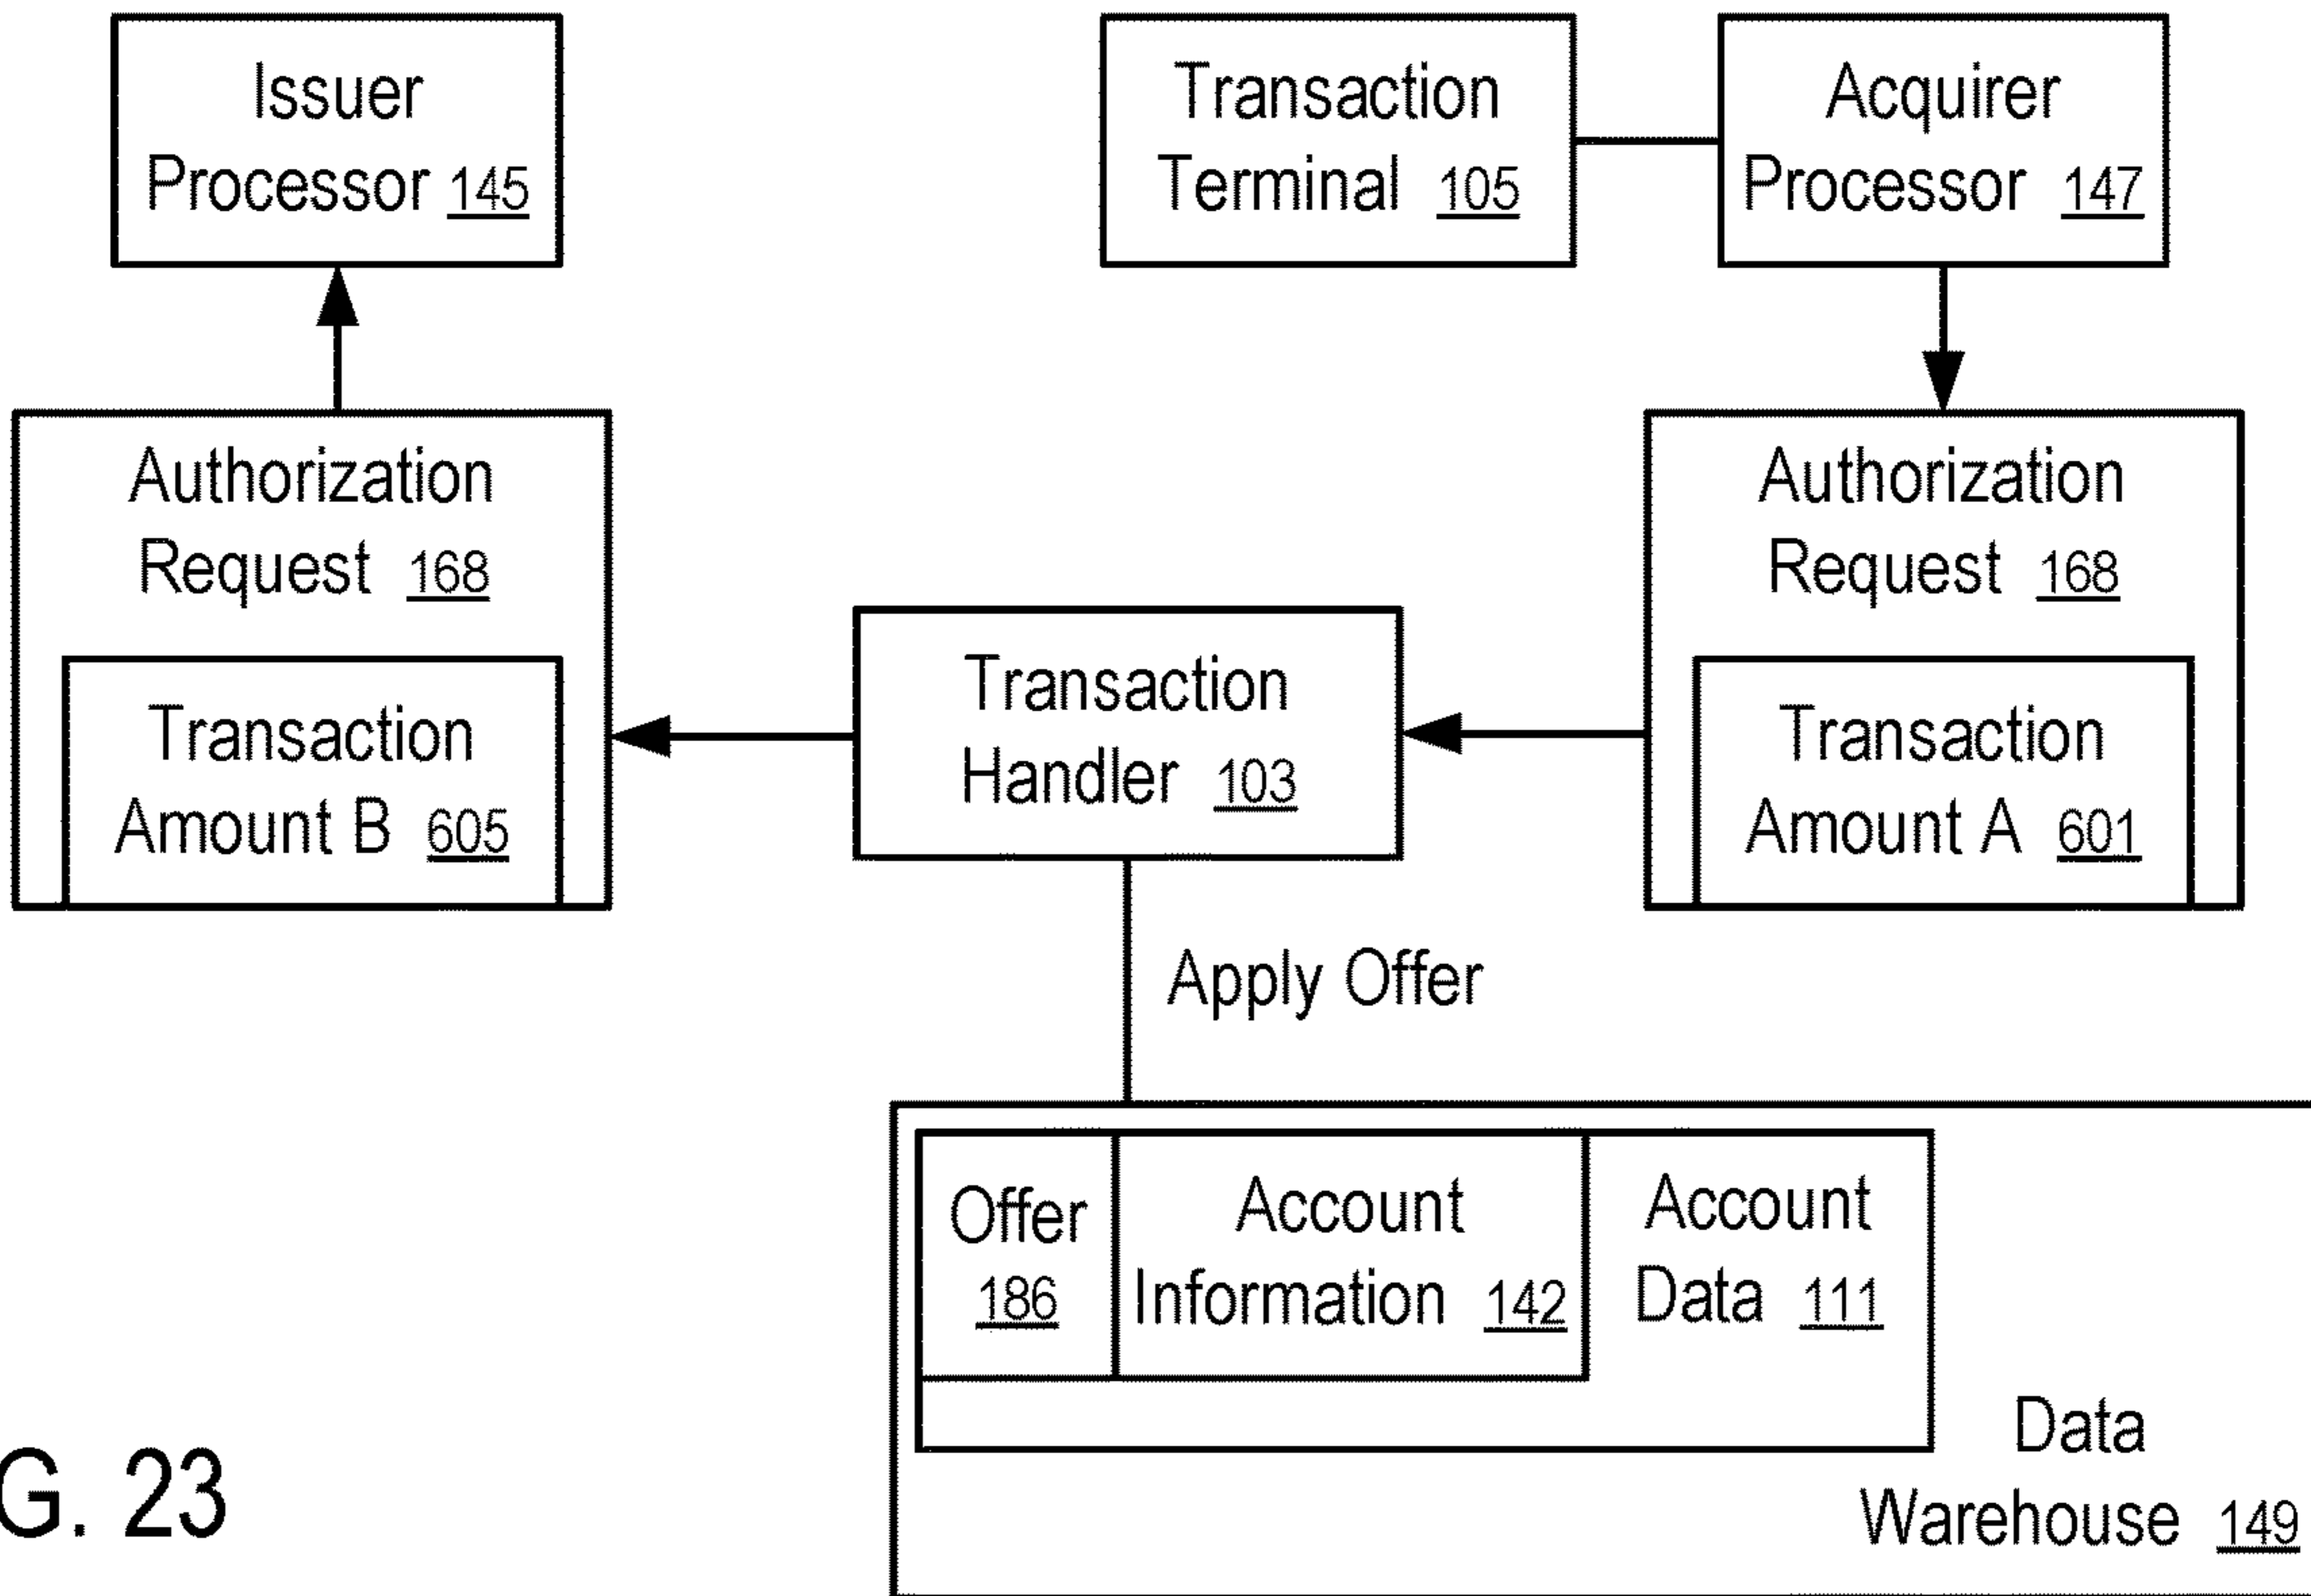 Issuer
Processor 145
Transaction
Terminal 105
Acquirer
Processor 147
Authorization
Request 168
Transaction
Amount B 605
Transaction
Handler 103
Authorization
Request 168
Transaction
Amount A 601
Apply Offer
Offer
186
Account
Information 142
Account
Data 111
Data
Warehouse 149
G. 23